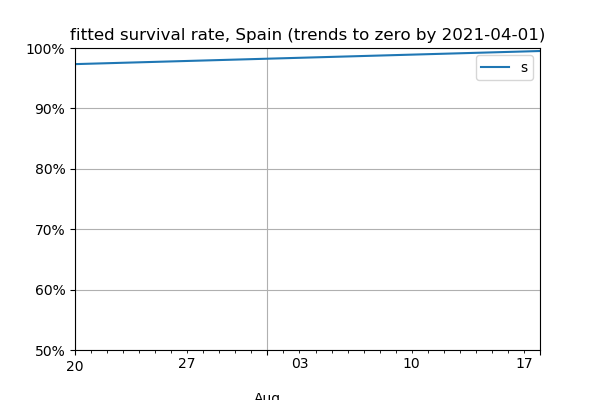 fitted survival rate, Spain (trends to zero by 2021-04-01)
100%
s
90%
80%
70%
60%
50%
20 27 03 10 17
Aug